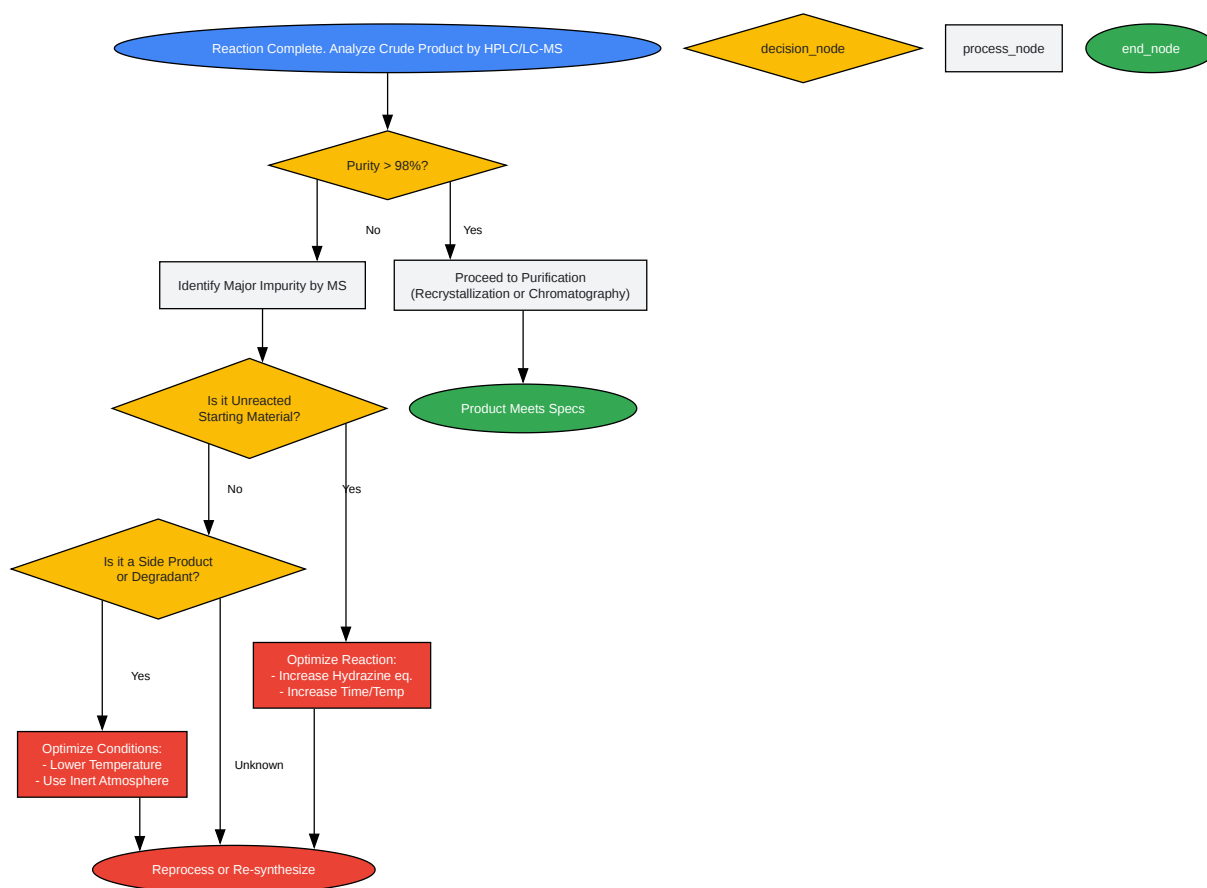 Reaction Complete. Analyze Crude Product by HPLC/LC-MS
decision_node
process_node
end_node
Purity > 98%?
No
Yes
Identify Major Impurity by MS
Proceed to Purification
(Recrystallization or Chromatography)
Is it Unreacted
Starting Material?
Product Meets Specs
No
Yes
Is it a Side Product
or Degradant?
Yes
Optimize Reaction:
- Increase Hydrazine eq.
- Increase Time/Temp
Optimize Conditions:
- Lower Temperature
- Use Inert Atmosphere
Unknown
Reprocess or Re-synthesize